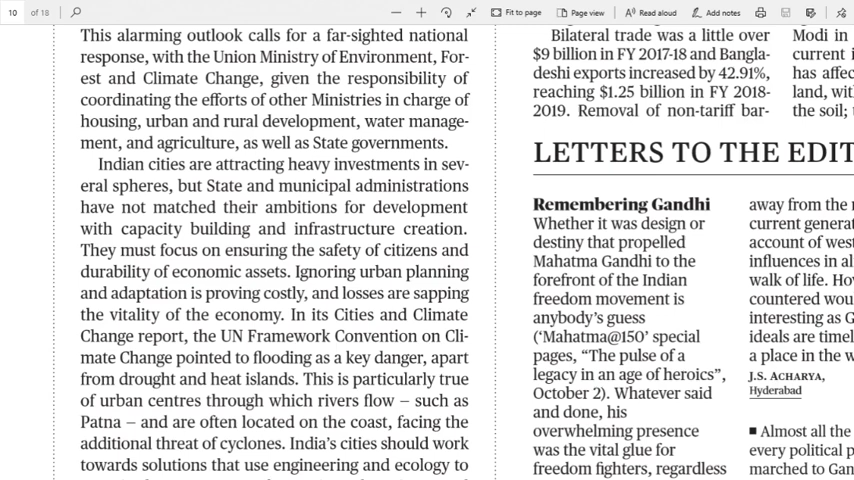 10 of 18
Fit to page
Page view
Read aloud
Add notes
This alarming outlook calls for a far-sighted national
response, with the Union Ministry of Environment, For-
est and Climate Change, given the responsibility of
coordinating the efforts of other Ministries in charge of
housing, urban and rural development, water manage-
ment, and agriculture, as well as State governments.
Indian cities are attracting heavy investments in sev-
eral spheres, but State and municipal administrations
have not matched their ambitions for development
with capacity building and infrastructure creation.
They must focus on ensuring the safety of citizens and
durability of economic assets. Ignoring urban planning
and adaptation is proving costly, and losses are sapping
the vitality of the economy. In its Cities and Climate
Change report, the UN Framework Convention on Cli-
mate Change pointed to flooding as a key danger, apart
from drought and heat islands. This is particularly true
of urban centres through which rivers flow — such as
Patna — and are often located on the coast, facing the
additional threat of cyclones. India's cities should work
towards solutions that use engineering and ecology to
Bilateral trade was a little over
$9 billion in FY 2017-18 and Bangla-
deshi exports increased by 42.91%,
reaching $1.25 billion in FY 2018-
2019. Removal of non-tariff bar-
Modi in
current i
has affec
land, wit
the soil;
LETTERS TO THE EDIT
Remembering Gandhi
Whether it was design or
destiny that propelled
Mahatma Gandhi to the
forefront of the Indian
freedom movement is
anybody's guess
('Mahatma@150' special
pages, "The pulse of a
legacy in an age of heroics",
October 2). Whatever said
and done, his
overwhelming presence
was the vital glue for
freedom fighters, regardless
away from the r
current generat
account of west
influences in al
walk of life. Ho
countered wou
interesting as G
ideals are timel
a place in the w
J.S. ACHARYA,
Hyderabad
■ Almost all the
every political p
marched to Gan